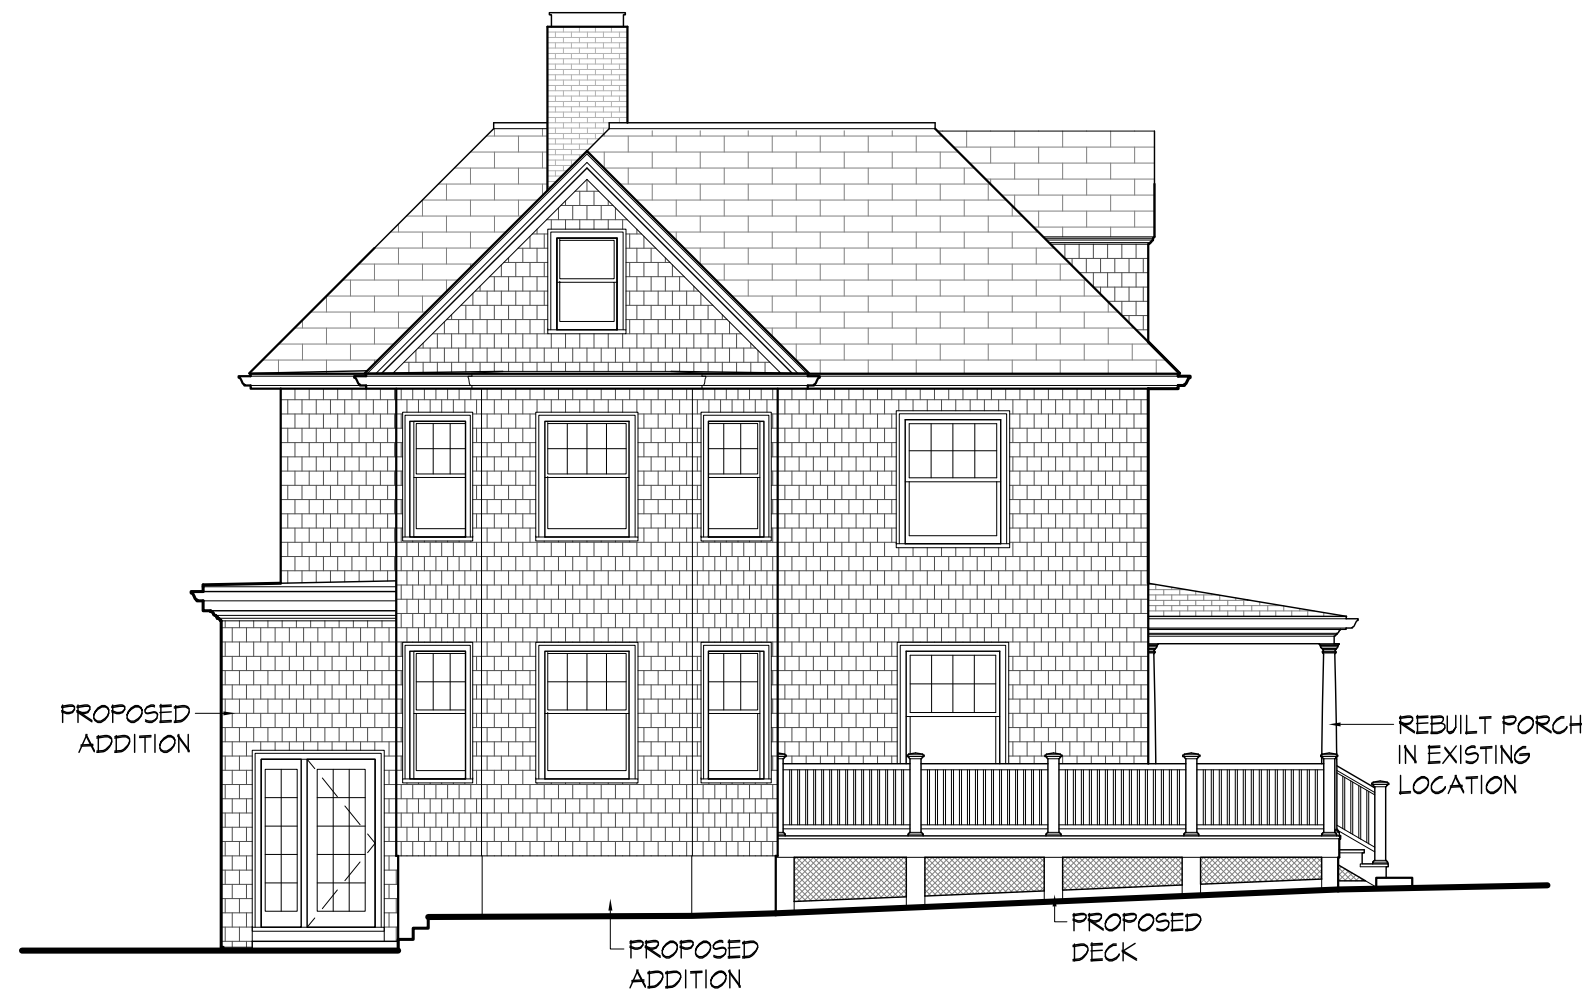 PROPOSED
ADDITION
REBUILT PORCH
IN EXISTING
LOCATION
PROPOSED
ADDITION
PROPOSED
DECK